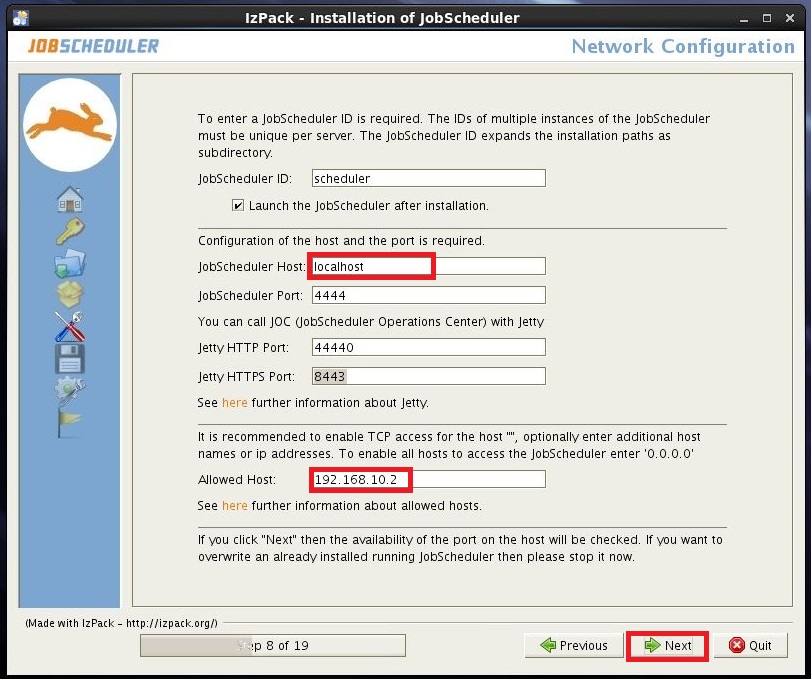 IzPack - Installation of JobScheduler
JOBSCHEDULER
Network Configuration
To enter a JobScheduler ID is required. The IDs of multiple instances of the JobScheduler
must be unique per server. The JobScheduler ID expands the installation paths as
subdirectory.
JobScheduler ID: scheduler
Launch the JobScheduler after installation.
Configuration of the host and the port is required.
JobScheduler Host: localhost
JobScheduler Port: 4444
You can call JOC (JobScheduler Operations Center) with Jetty
Jetty HTTP Port: 44440
Jetty HTTPS Port: 8443
See here further information about Jetty.
It is recommended to enable TCP access for the host "", optionally enter additional host
names or ip addresses. To enable all hosts to access the JobScheduler enter '0.0.0.0'
Allowed Host: 192.168.10.2
See here further information about allowed hosts.
If you click "Next" then the availability of the port on the host will be checked. If you want to
overwrite an already installed running JobScheduler then please stop it now.
(Made with IzPack - http://izpack.org/)
Step 8 of 19
Previous
Next
Quit